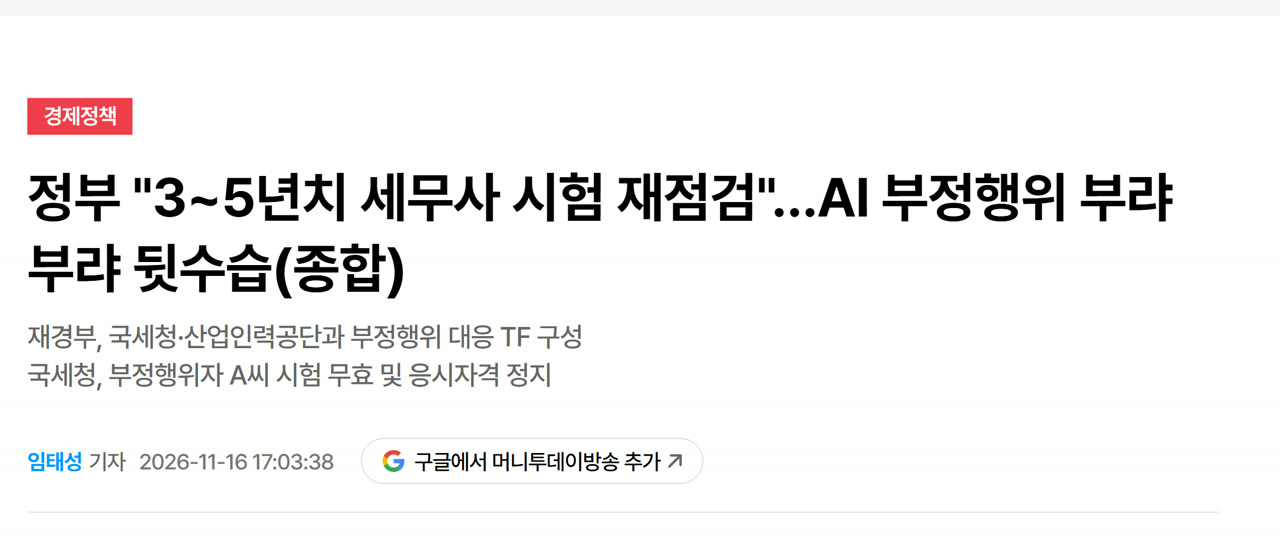 경제정책
정부 "3~5년치 세무사 시험 재점검"...AI 부정행위 부랴
부랴 뒷수습(종합)
재경부, 국세청·산업인력공단과 부정행위 대응 TF 구성
국세청, 부정행위자 A씨 시험 무효 및 응시자격 정지
임태성 기자 2026-11-16 17:03:38 구글에서 머니투데이방송 추가